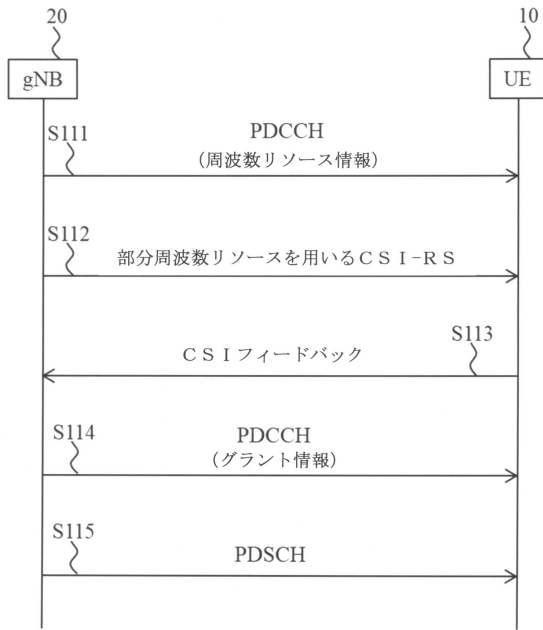 20
10
gNB
UE
S111
PDCCH
(周波数リソース情報)
S112
部分周波数リソースを用いるCSI-RS
CSIフィードバック
S113
S114
PDCCH
(グラント情報)
S115
PDSCH